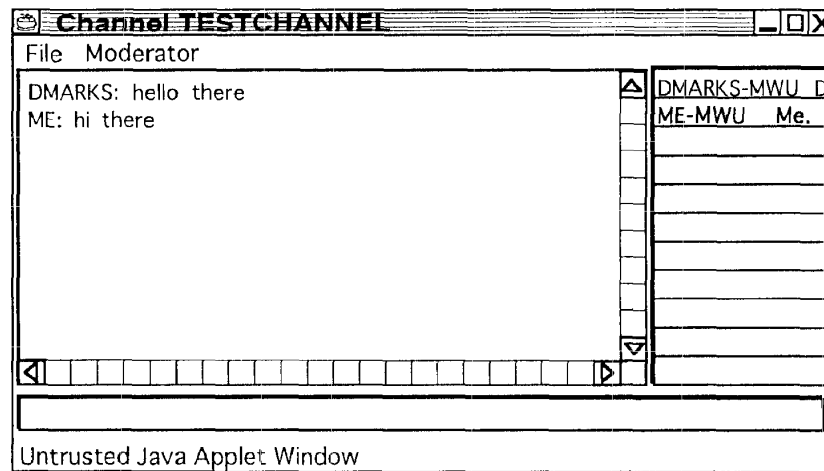 Channel TESTCHANNEL
File Moderator
DMARKS: hello there
ME: hi there
DMARKS-MWU D
ME-MWU Me.
Untrusted Java Applet Window